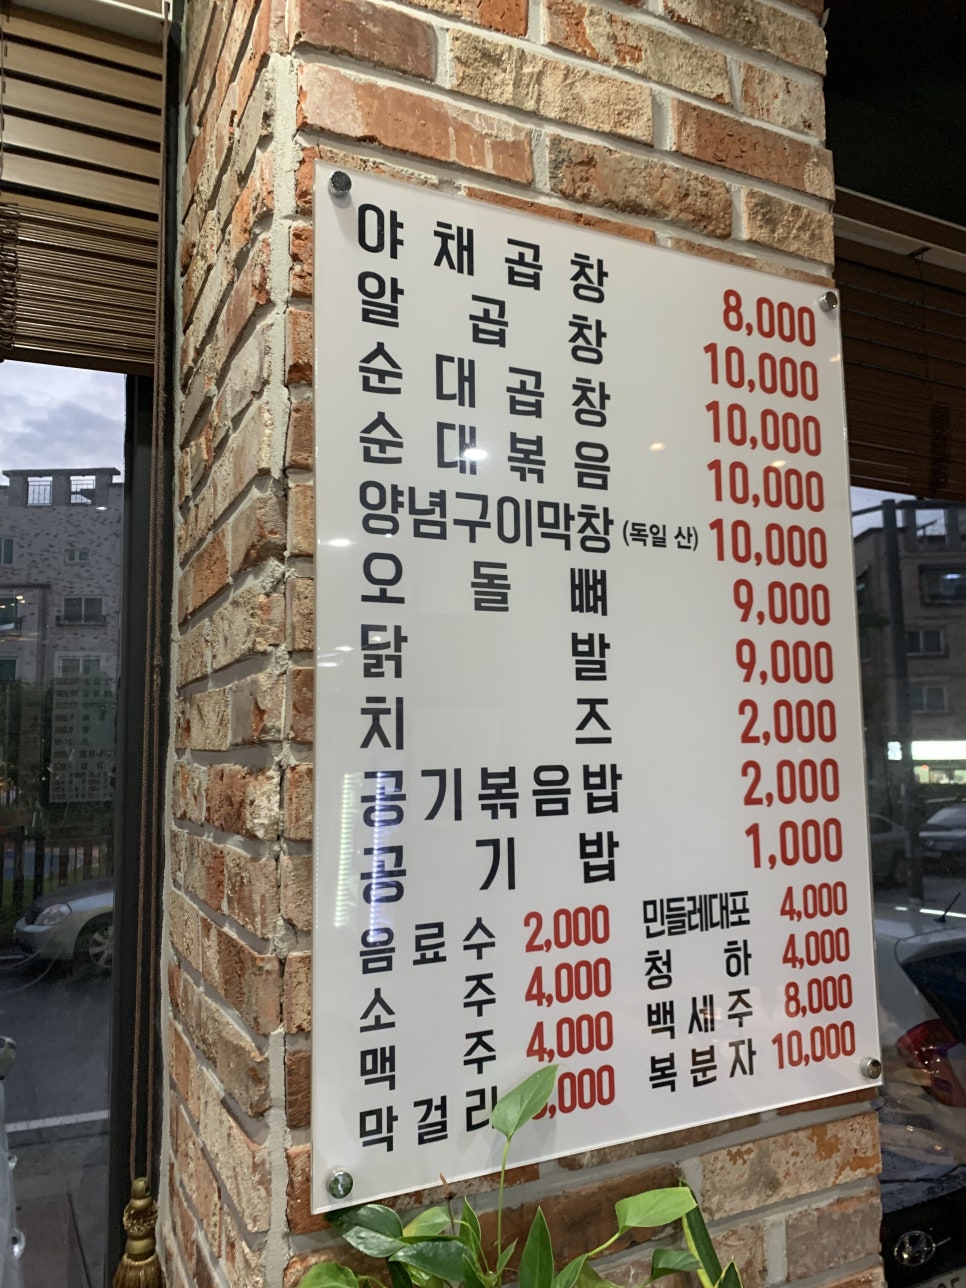 야채곱창 8,000
알곱창 10,000
순대곱창 10,000
순대볶음 10,000
양념구이막창 (독일 산) 10,000
오돌뼈 9,000
닭발 9,000
치즈 2,000
공기볶음밥 2,000
공기밥 1,000
음료수 2,000
소주 4,000
맥주 4,000
막걸리
민들레대포 4,000
청하 4,000
백세주 8,000
복분자 10,000